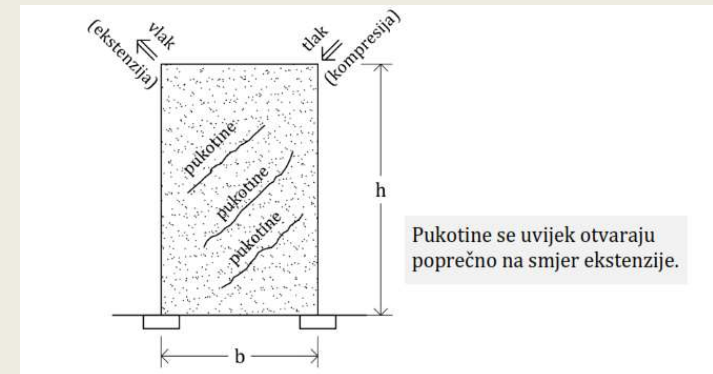 vlak
(ekstenzija)
tlak
(kompresija)
pukotine
pukotine
pukotine
h
Pukotine se uvijek otvaraju
poprečno na smjer ekstenzije.
b